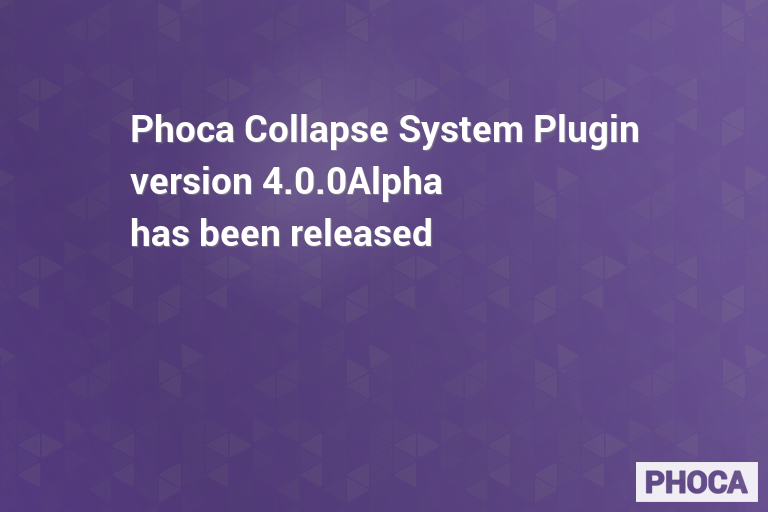 Phoca Collapse System Plugin
version 4.0.0Alpha
has been released
PHOCA